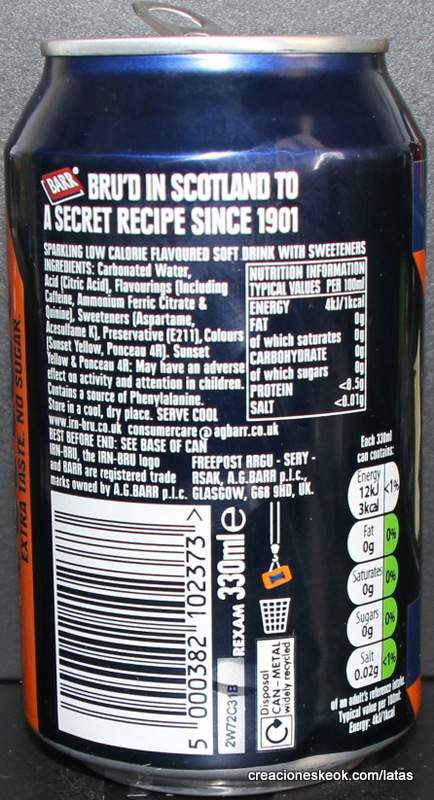 BARR BRU'D IN SCOTLAND TO
A SECRET RECIPE SINCE 1901
SPARKLING LOW CALORIE FLAVOURED SOFT DRINK WITH SWEETENERS
INGREDIENTS: Carbonated Water,
Acid (Citric Acid), Flavourings (Including
Caffeine, Ammonium Ferric Citrate &
Quinine), Sweeteners (Aspartame,
Acesulfame K), Preservative (E211), Colours
(Sunset Yellow, Ponceau 4R). Sunset
Yellow & Ponceau 4R: May have an adverse
effect on activity and attention in children.
Contains a source of Phenylalanine.
Store in a cool, dry place. SERVE COOL
www.irn-bru.co.uk consumercare@agbarr.co.uk
BEST BEFORE END: SEE BASE OF CAN
IRN-BRU, the IRN-BRU logo
and BARR are registered trade
marks owned by A.G.BARR p.l.c.
FREEPOST RRGU - SERY -
RSAK, A.G.BARR p.l.c.,
GLASGOW, G68 9HD, UK.
NUTRITION INFORMATION
TYPICAL VALUES PER 100ml
ENERGY 4kJ/1kcal
FAT 0g
of which saturates 0g
CARBOHYDRATE 0g
of which sugars 0g
PROTEIN <0.5g
SALT <0.01g
Each 330ml
can contains:
Energy
12kJ
3kcal
<1%
Fat
0g
0%
Saturates
0g
0%
Sugars
0g
0%
Salt
0.02g
<1%
of an adult's reference intake
Typical value per 100ml:
Energy: 4kJ/1kcal
EXTRA TASTE. NO SUGAR.
5 000382 102373 >
2W72C31B
REXAM 330ml e
Disposal
CAN - METAL
widely recycled
creacioneskeok.com/latas